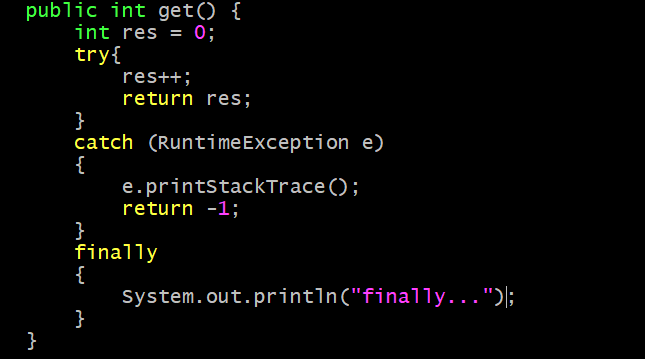 public int get() {
    int res = 0;
    try{
        res++;
        return res;
    }
    catch (RuntimeException e)
    {
        e.printStackTrace();
        return -1;
    }
    finally
    {
        System.out.println("finally...");
    }
}